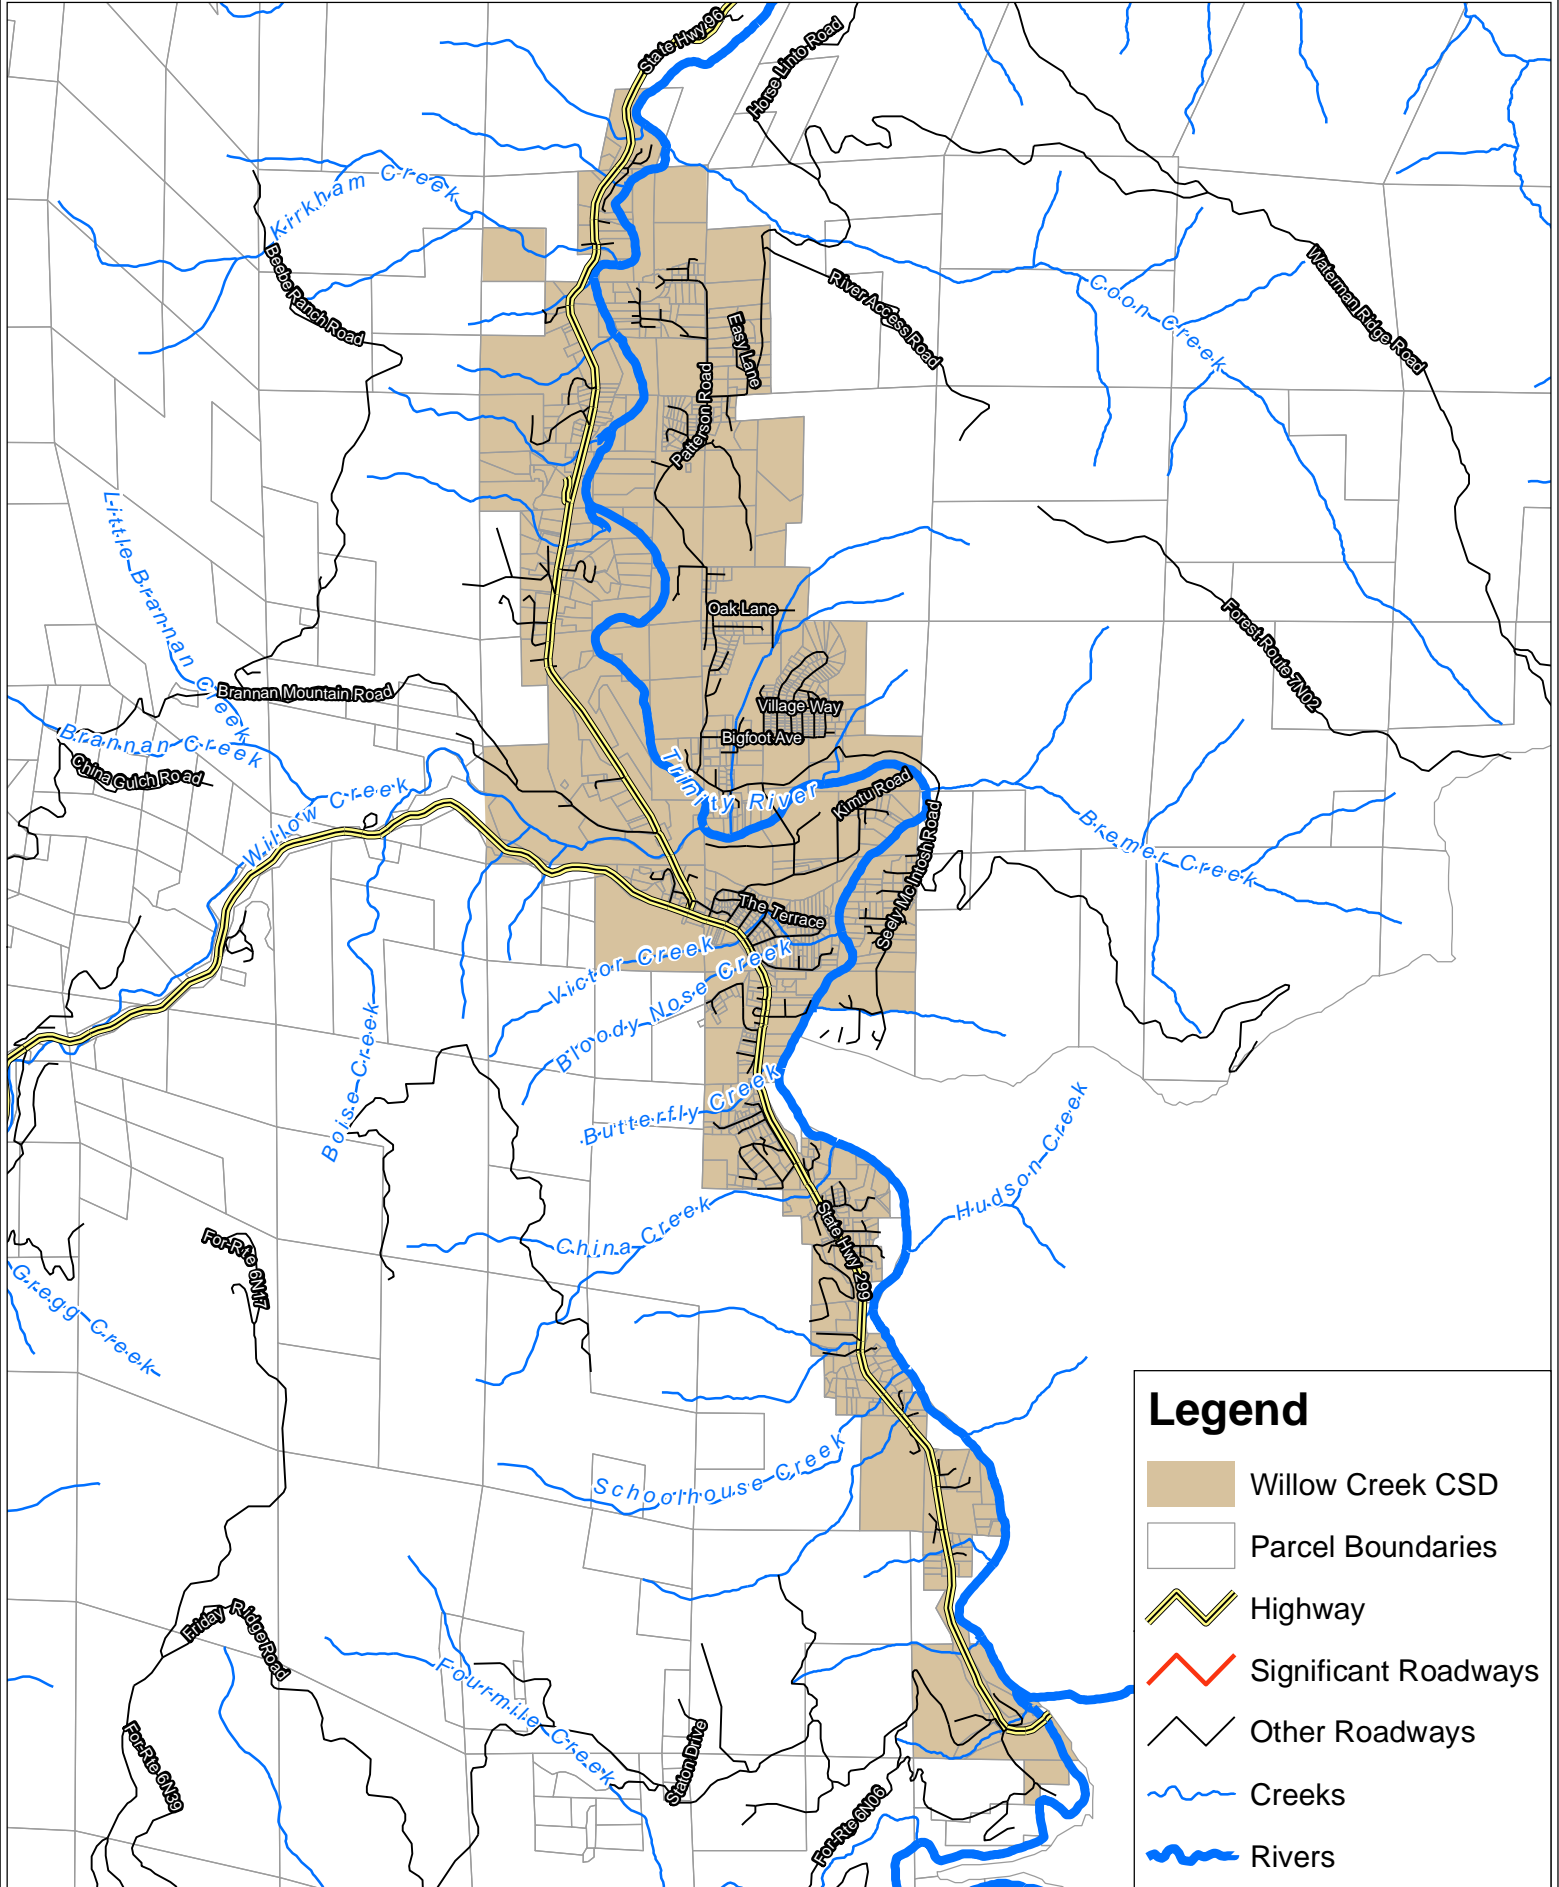 State Hwy 96
Horse Linto Road
Kirkham Creek
Beebe Ranch Road
River Access Road
Coon Creek
Waterman Ridge Road
Easy Lane
Patterson Road
Little Brannan Creek
Oak Lane
Forest Route 7N02
Brannan Mountain Road
Village Way
Bigfoot Ave
Brannan Creek
China Gulch Road
Trinity River
Kimtu Road
Willow Creek
Bremer Creek
Seely McIntosh Road
The Terrace
Victor Creek
Bloody Nose Creek
Boise Creek
Butterfly Creek
Hudson Creek
China Creek
State Hwy 299
For Rte 6N17
Gregg Creek
Schoolhouse Creek
Friday Ridge Road
Fourmile Creek
For Rte 6N39
Staton Drive
For Rte 6N06
Legend
Willow Creek CSD
Parcel Boundaries
Highway
Significant Roadways
Other Roadways
Creeks
Rivers